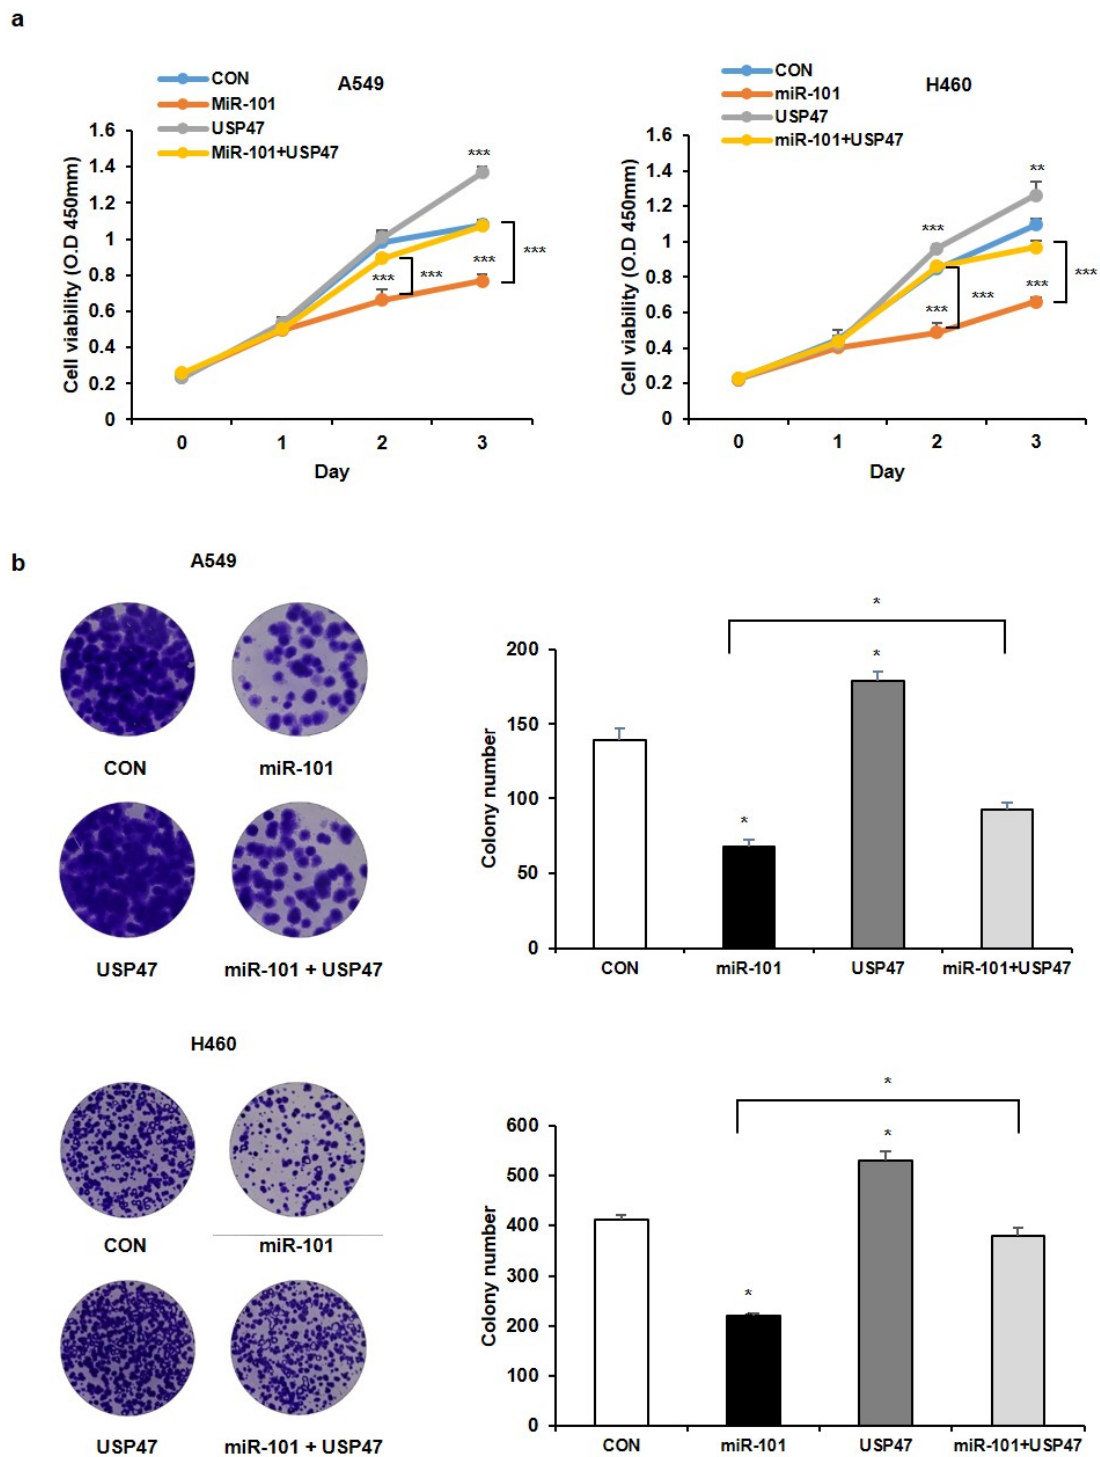 a
A549
CON
MiR-101
USP47
MiR-101+USP47
Cell viability (O.D 450mm)
1.6
1.4
1.2
1
0.8
0.6
0.4
0.2
0
***
***
***
***
***
0 1 2 3
Day
H460
CON
miR-101
USP47
miR-101+USP47
Cell viability (O.D 450mm)
1.6
1.4
1.2
1
0.8
0.6
0.4
0.2
0
**
***
***
***
***
***
0 1 2 3
Day
b
A549
CON miR-101
USP47 miR-101 + USP47
Colony number
200
150
100
50
0
*
*
*
CON miR-101 USP47 miR-101+USP47
H460
CON miR-101
USP47 miR-101 + USP47
Colony number
600
500
400
300
200
100
0
*
*
*
CON miR-101 USP47 miR-101+USP47